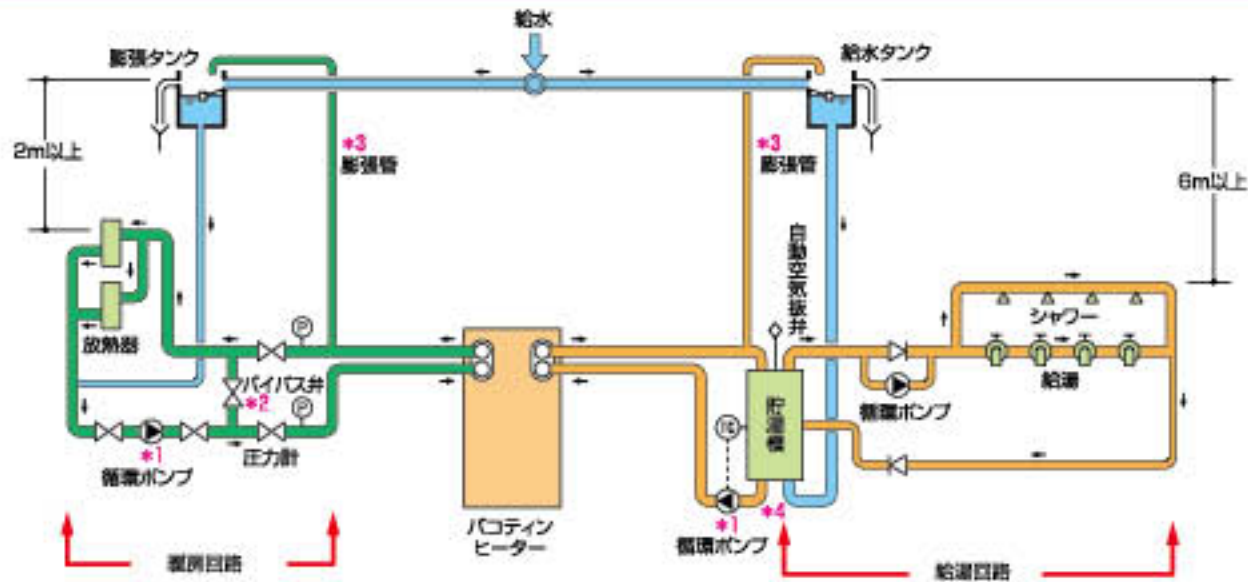 給水
膨張タンク
給水タンク
2m以上
*3
膨張管
*3
膨張管
6m以上
自動空気抜弁
シャワー
放熱器
P
バイパス弁
*2
P
給湯
循環ポンプ
貯湯槽
*1
循環ポンプ
圧力計
バコティン
ヒーター
*1
*4
循環ポンプ
暖房回路
給湯回路